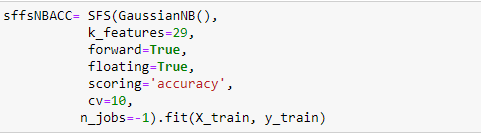 sffsNBACC= SFS(GaussianNB(),
k_features=29,
forward=True,
floating=True,
scoring='accuracy',
cv=10,
n_jobs=-1).fit(X_train, y_train)